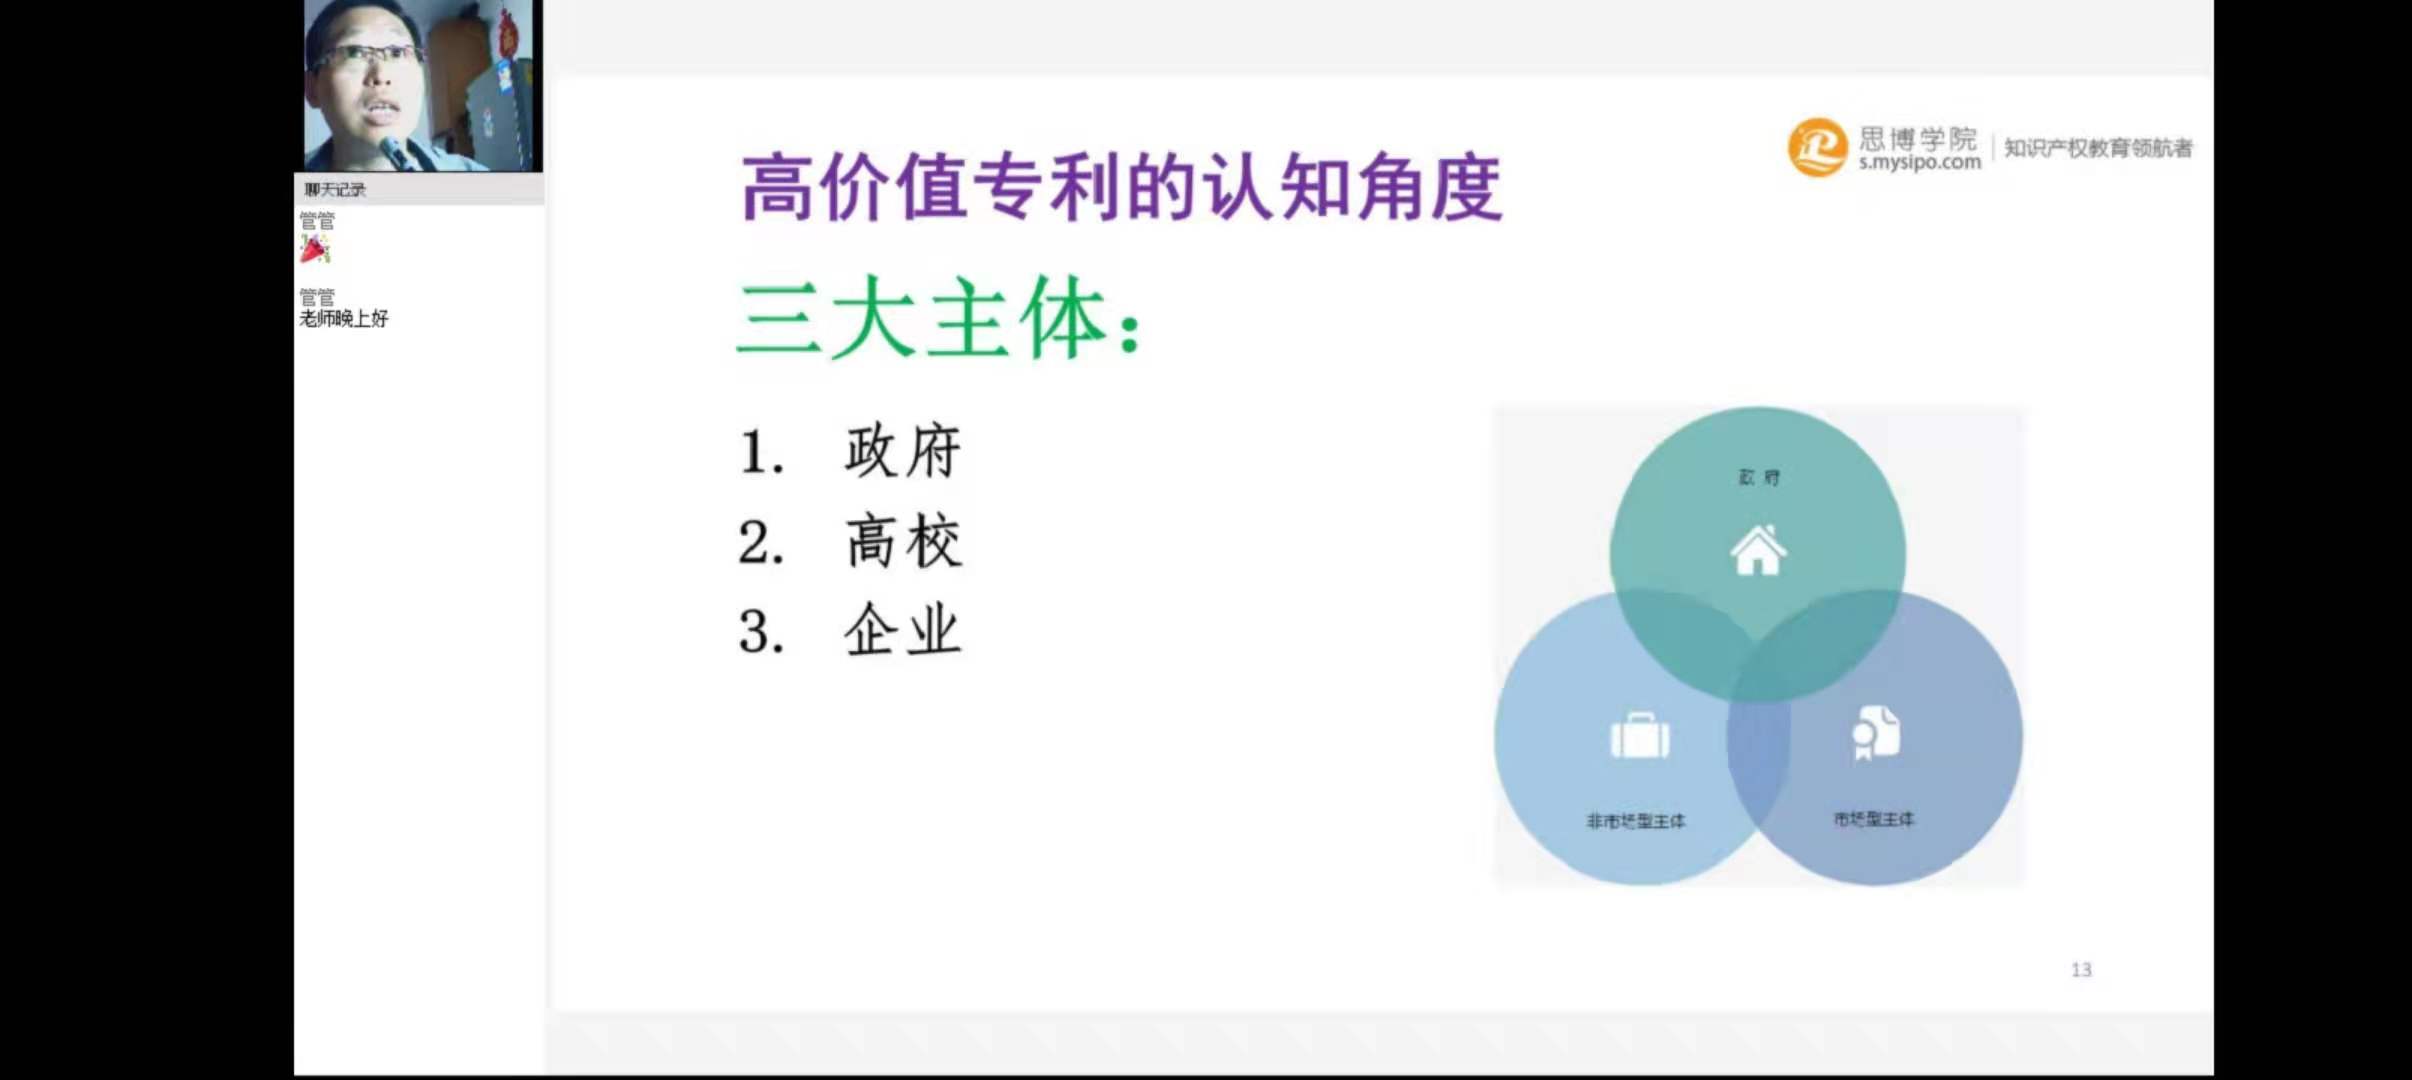 聊天记录
管管
管管
老师晚上好
高价值专利的认知角度
思博学院
s.mysipo.com
知识产权教育领航者
三大主体：
1. 政府
2. 高校
3. 企业
政 府
非市场型主体
市场型主体
13